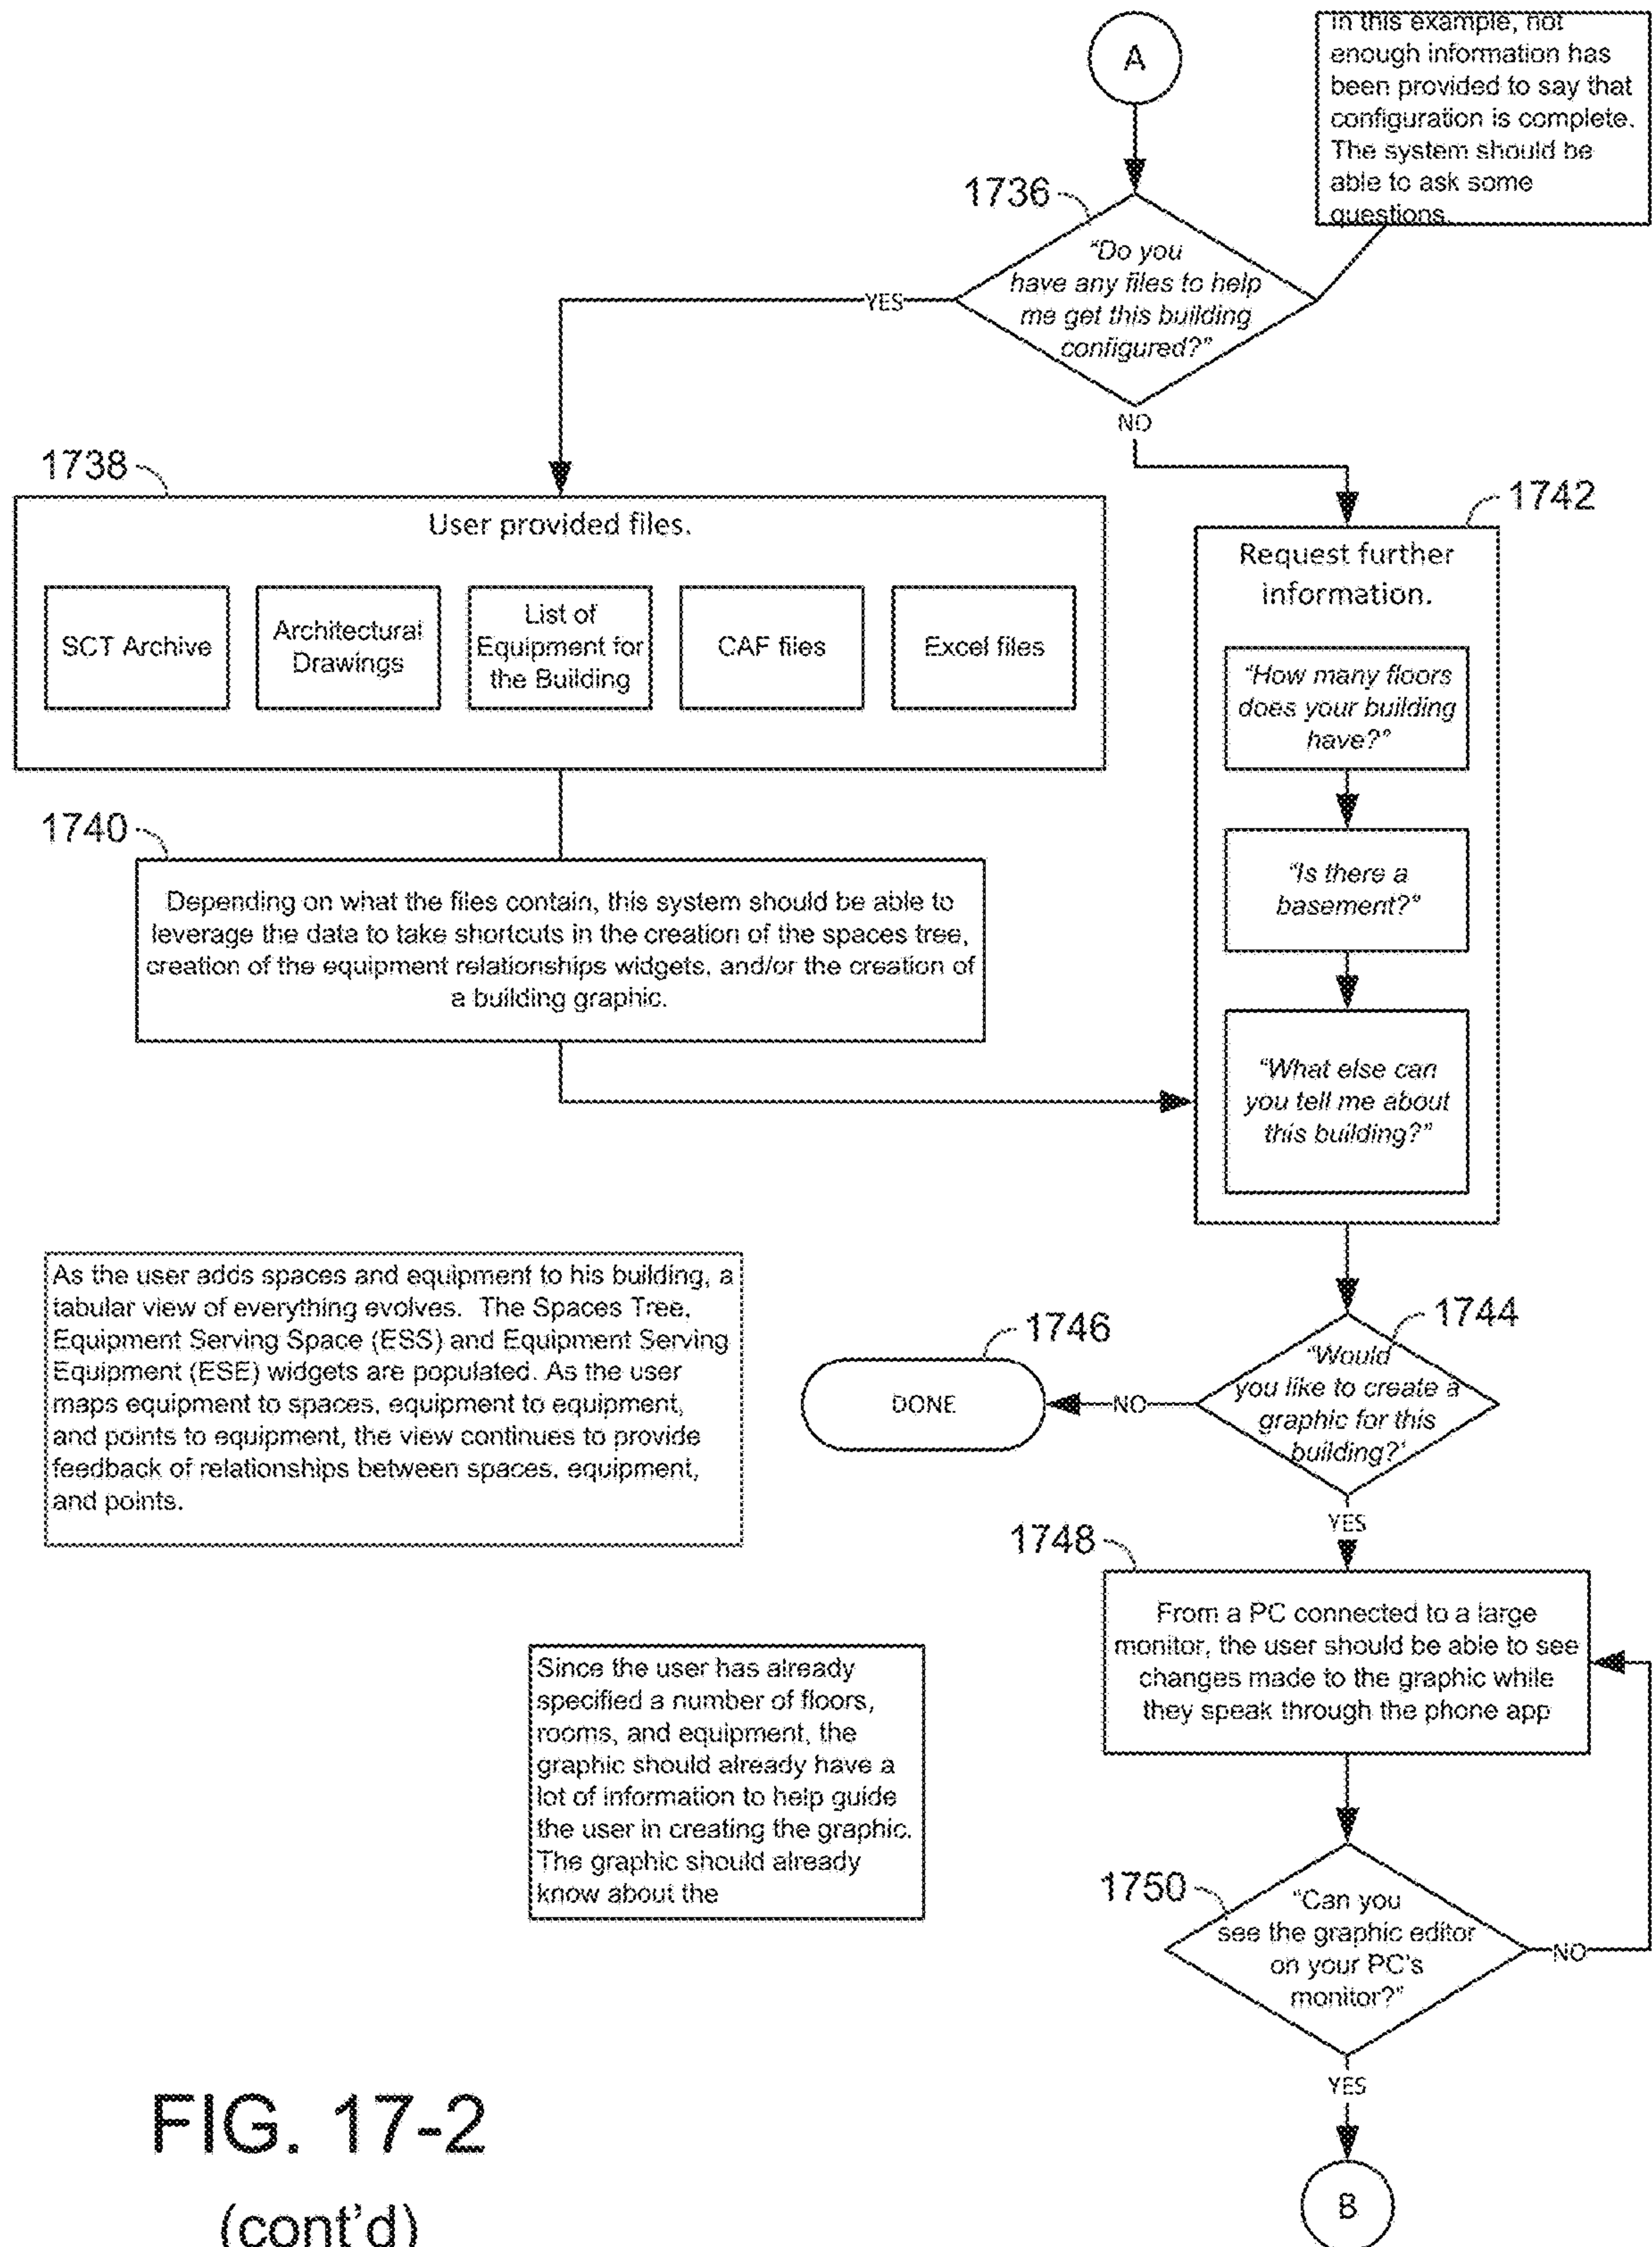 A
In this example, not
enough information has
been provided to say that
configuration is complete.
The system should be
able to ask some
questions.
1736
“Do you
have any files to help
me get this building
configured?”
YES
NO
1738
User provided files.
SCT Archive
Architectural
Drawings
List of
Equipment for
the Building
CAF files
Excel files
1742
Request further
information.
“How many floors
does your building
have?”
“Is there a
basement?”
“What else can
you tell me about
this building?”
1740
Depending on what the files contain, this system should be able to
leverage the data to take shortcuts in the creation of the spaces tree,
creation of the equipment relationships widgets, and/or the creation of
a building graphic.
As the user adds spaces and equipment to his building, a
tabular view of everything evolves. The Spaces Tree,
Equipment Serving Space (ESS) and Equipment Serving
Equipment (ESE) widgets are populated. As the user
maps equipment to spaces, equipment to equipment,
and points to equipment, the view continues to provide
feedback of relationships between spaces, equipment,
and points.
1744
“Would
you like to create a
graphic for this
building?’
NO
1746
DONE
YES
1748
From a PC connected to a large
monitor, the user should be able to see
changes made to the graphic while
they speak through the phone app
Since the user has already
specified a number of floors,
rooms, and equipment, the
graphic should already have a
lot of information to help guide
the user in creating the graphic.
The graphic should already
know about the
1750
“Can you
see the graphic editor
on your PC’s
monitor?”
NO
YES
B
FIG. 17-2
(cont’d)